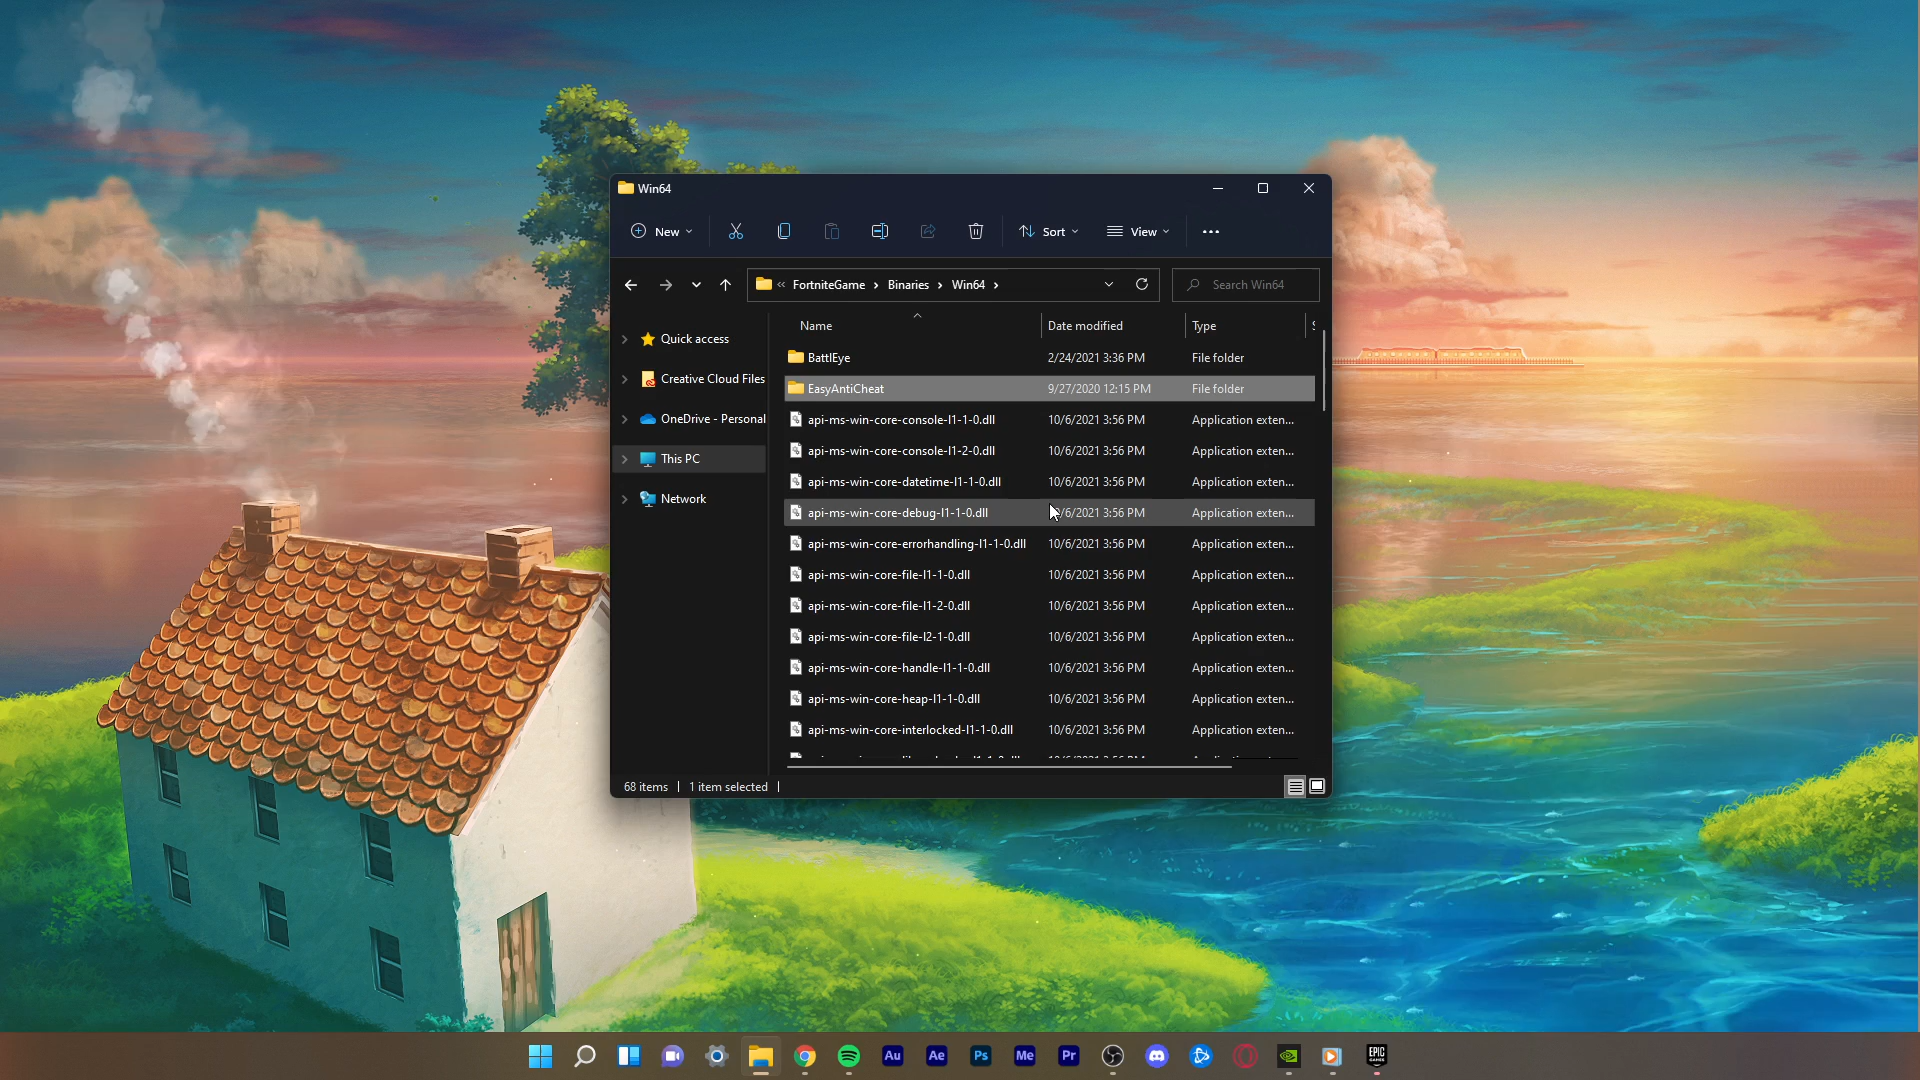 Win64
New
Sort
View
« FortniteGame > Binaries > Win64 >
Search Win64
Quick access
Creative Cloud Files
OneDrive - Personal
This PC
Network
Name Date modified Type
BattlEye 2/24/2021 3:36 PM File folder
EasyAntiCheat 9/27/2020 12:15 PM File folder
api-ms-win-core-console-l1-1-0.dll 10/6/2021 3:56 PM Application exten...
api-ms-win-core-console-l1-2-0.dll 10/6/2021 3:56 PM Application exten...
api-ms-win-core-datetime-l1-1-0.dll 10/6/2021 3:56 PM Application exten...
api-ms-win-core-debug-l1-1-0.dll /6/2021 3:56 PM Application exten...
api-ms-win-core-errorhandling-l1-1-0.dll 10/6/2021 3:56 PM Application exten...
api-ms-win-core-file-l1-1-0.dll 10/6/2021 3:56 PM Application exten...
api-ms-win-core-file-l1-2-0.dll 10/6/2021 3:56 PM Application exten...
api-ms-win-core-file-l2-1-0.dll 10/6/2021 3:56 PM Application exten...
api-ms-win-core-handle-l1-1-0.dll 10/6/2021 3:56 PM Application exten...
api-ms-win-core-heap-l1-1-0.dll 10/6/2021 3:56 PM Application exten...
api-ms-win-core-interlocked-l1-1-0.dll 10/6/2021 3:56 PM Application exten...
68 items | 1 item selected |
Au Ae Ps Me Pr EPIC GAMES